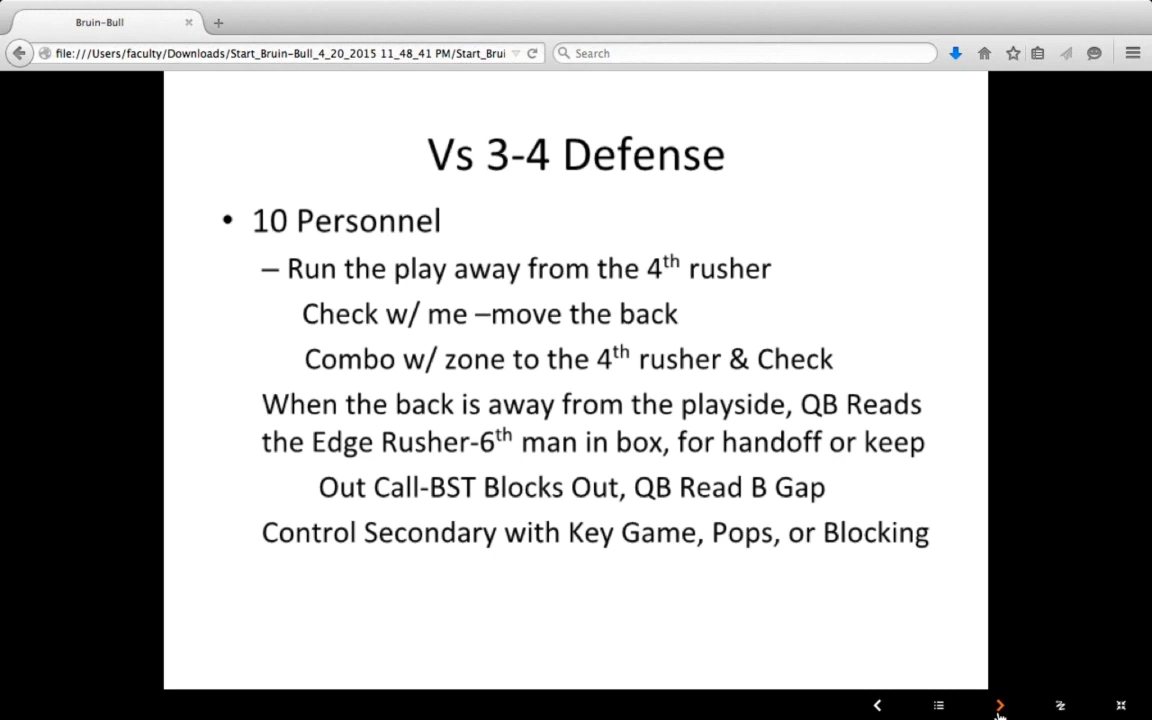 Bruin-Bull
file:///Users/faculty/Downloads/Start_Bruin-Bull_4_20_2015 11_48_41 PM/Start_Brui
Search
Vs 3-4 Defense
• 10 Personnel
– Run the play away from the 4th rusher
Check w/ me –move the back
Combo w/ zone to the 4th rusher & Check
When the back is away from the playside, QB Reads
the Edge Rusher-6th man in box, for handoff or keep
Out Call-BST Blocks Out, QB Read B Gap
Control Secondary with Key Game, Pops, or Blocking